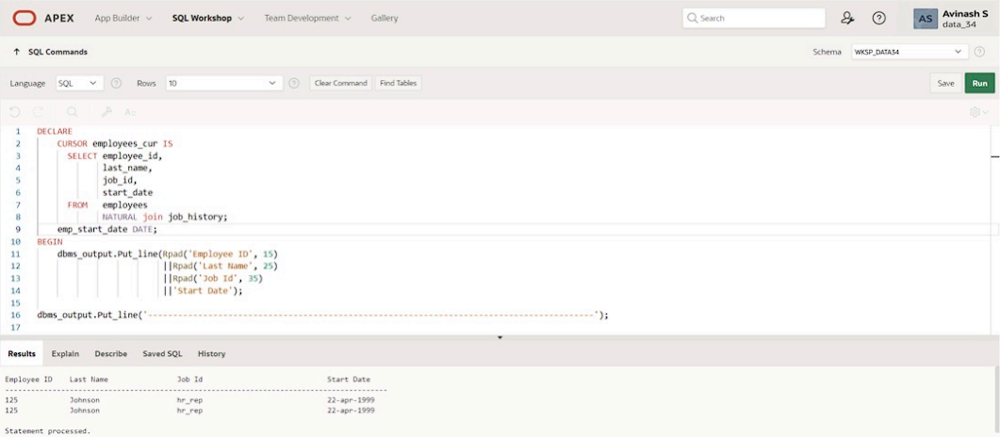 APEX App Builder SQL Workshop Team Development Gallery Search AS Avinash S
data_34
↑ SQL Commands Schema WKSP_DATA34
Language SQL Rows 10 Clear Command Find Tables Save Run
1 DECLARE
2 CURSOR employees_cur IS
3 SELECT employee_id,
4 last_name,
5 job_id,
6 start_date
7 FROM employees
8 NATURAL join job_history;
9 emp_start_date DATE;
10 BEGIN
11 dbms_output.Put_line(Rpad('Employee ID', 15)
12 ||Rpad('Last Name', 25)
13 ||Rpad('Job Id', 35)
14 ||'Start Date');
15
16 dbms_output.Put_line('-----------------------------------------------------------------------------------------');
17
Results Explain Describe Saved SQL History
Employee ID Last Name Job Id Start Date
-----------------------------------------------------------------------------------------
125 Johnson hr_rep 22-apr-1999
125 Johnson hr_rep 22-apr-1999
Statement processed.